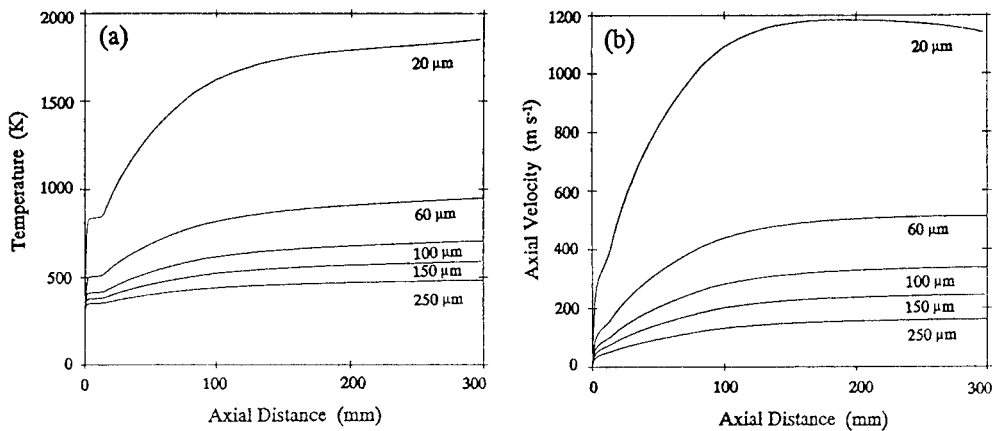 (a)
Temperature (K)
2000
1500
1000
500
0
20 µm
60 µm
100 µm
150 µm
250 µm
0 100 200 300
Axial Distance (mm)
(b)
Axial Velocity (m s⁻¹)
1200
1000
800
600
400
200
0
20 µm
60 µm
100 µm
150 µm
250 µm
0 100 200 300
Axial Distance (mm)